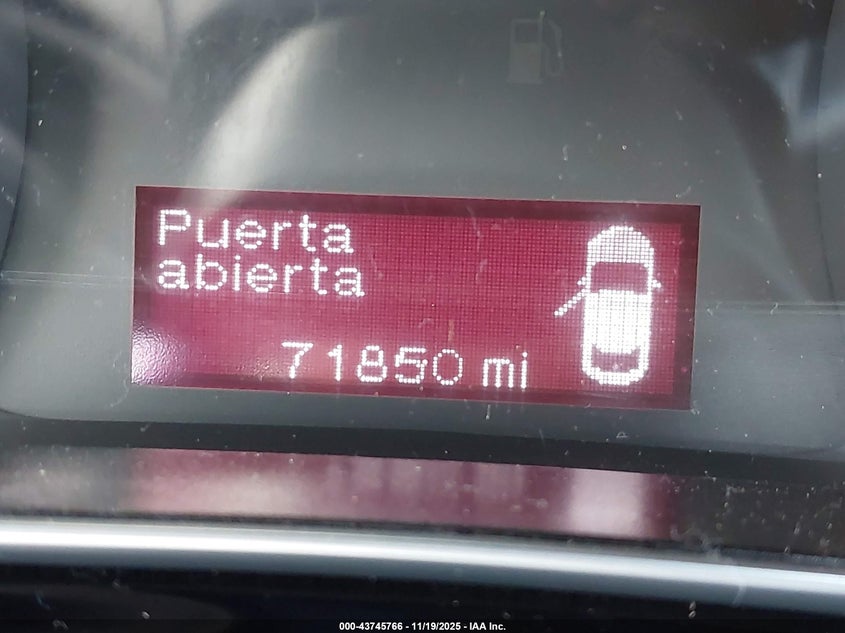 Puerta
abierta
71850 mi
000-43745766 - 11/19/2025 - IAA Inc.